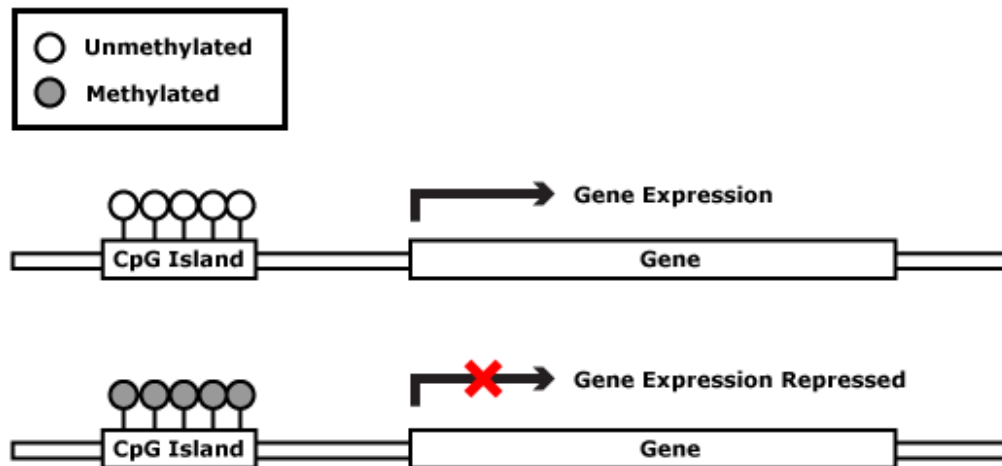 Unmethylated
Methylated
Gene Expression
CpG Island
Gene
Gene Expression Repressed
CpG Island
Gene